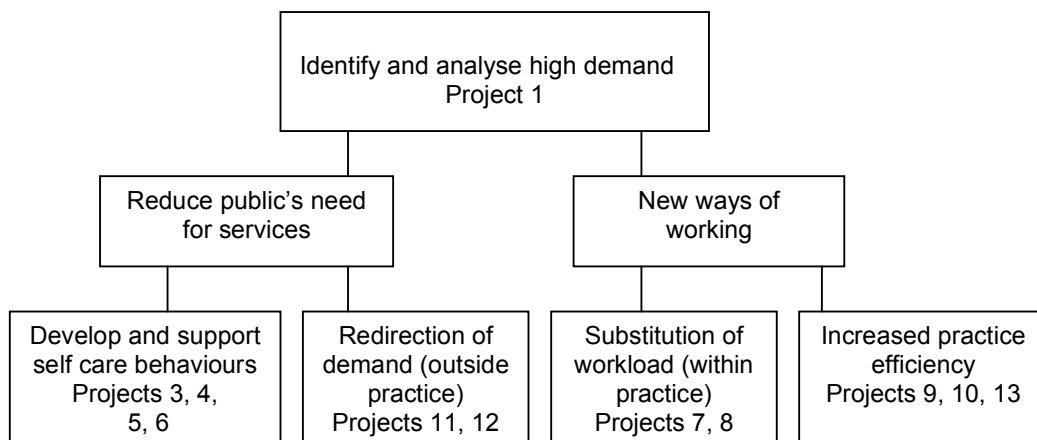 Identify and analyse high demand
Project 1
Reduce public’s need
for services
New ways of
working
Develop and support
self care behaviours
Projects 3, 4,
5, 6
Redirection of
demand (outside
practice)
Projects 11, 12
Substitution of
workload (within
practice)
Projects 7, 8
Increased practice
efficiency
Projects 9, 10, 13